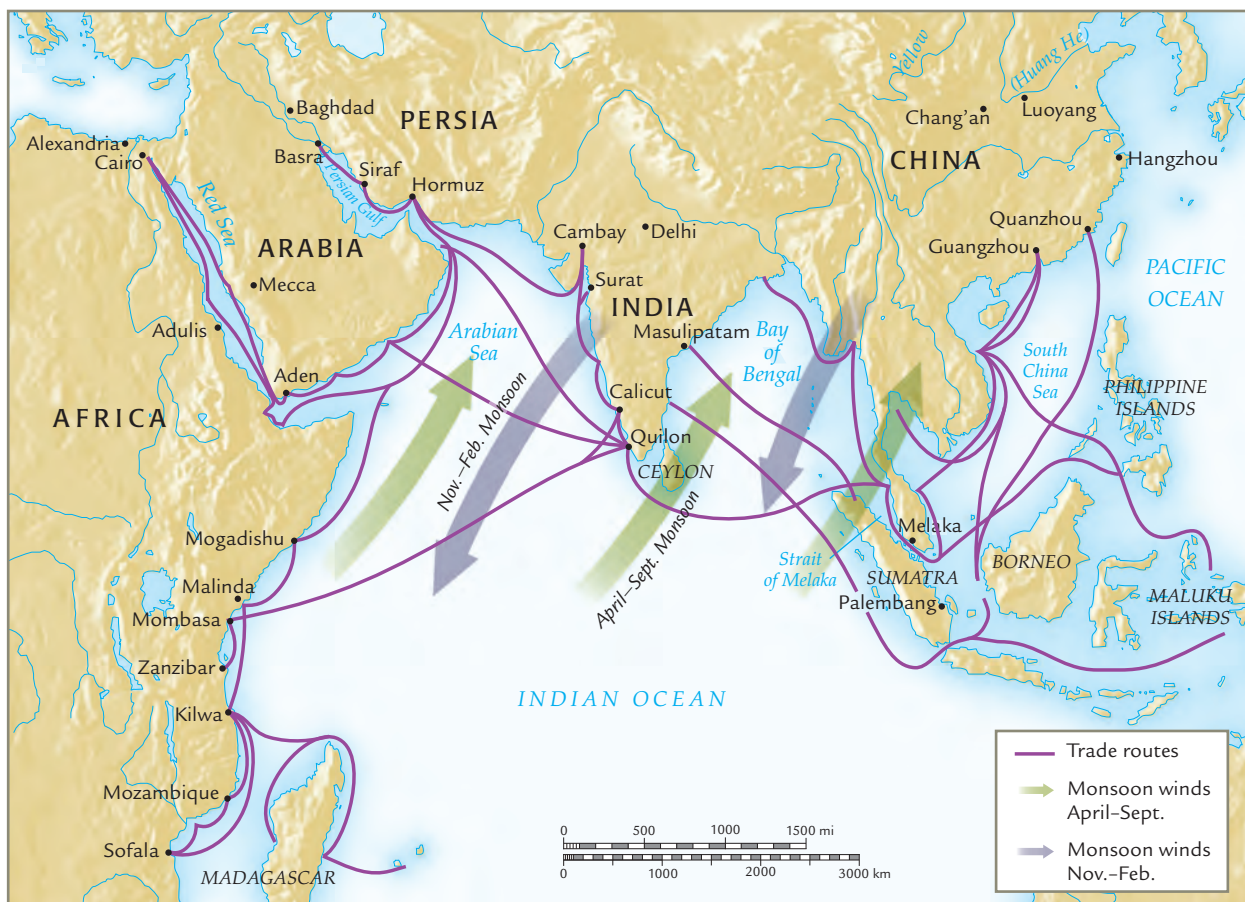 Baghdad
PERSIA
Alexandria
Cairo
Basra
Siraf
Persian Gulf
Hormuz
Red Sea
ARABIA
Mecca
Adulis
Aden
AFRICA
Arabian
Sea
Cambay
Delhi
Surat
INDIA
Masulipatam
Bay
of
Bengal
Calicut
Quilon
CEYLON
Nov.–Feb. Monsoon
April–Sept. Monsoon
Yellow
(Huang He)
Chang'an
Luoyang
CHINA
Hangzhou
Quanzhou
Guangzhou
PACIFIC
OCEAN
South
China
Sea
PHILIPPINE
ISLANDS
Melaka
Strait
of Melaka
SUMATRA
Palembang
BORNEO
MALUKU
ISLANDS
Mogadishu
Malinda
Mombasa
Zanzibar
Kilwa
Mozambique
Sofala
MADAGASCAR
INDIAN OCEAN
0 500 1000 1500 mi
0 1000 2000 3000 km
Trade routes
Monsoon winds
April–Sept.
Monsoon winds
Nov.–Feb.